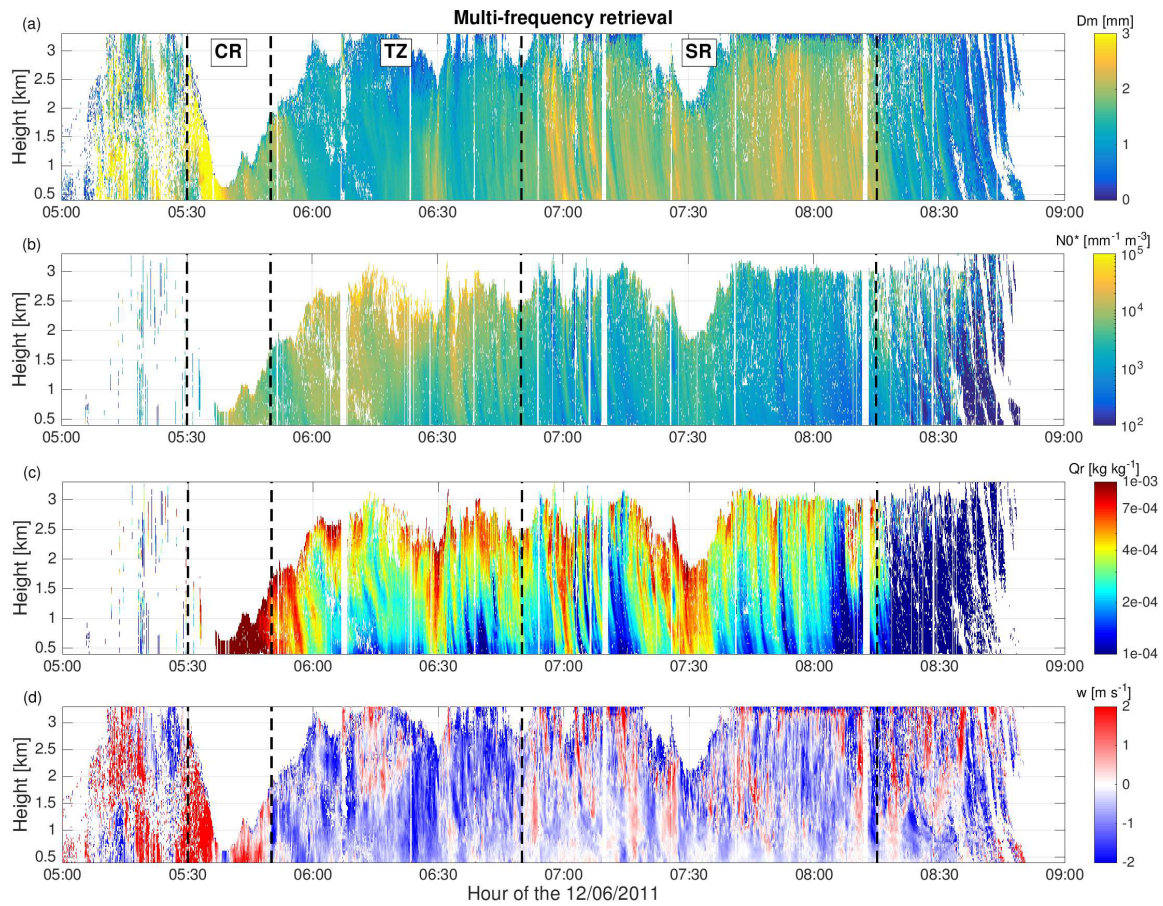 Multi-frequency retrieval
(a)
Dm [mm]
CR
TZ
SR
Height [km]
3
2.5
2
1.5
1
0.5
3
2
1
0
05:00 05:30 06:00 06:30 07:00 07:30 08:00 08:30 09:00
(b)
N0* [mm⁻¹ m⁻³]
Height [km]
3
2.5
2
1.5
1
0.5
10⁵
10⁴
10³
10²
05:00 05:30 06:00 06:30 07:00 07:30 08:00 08:30 09:00
(c)
Qr [kg kg⁻¹]
Height [km]
3
2.5
2
1.5
1
0.5
1e-03
7e-04
4e-04
2e-04
1e-04
05:00 05:30 06:00 06:30 07:00 07:30 08:00 08:30 09:00
(d)
w [m s⁻¹]
Height [km]
3
2.5
2
1.5
1
0.5
2
1
0
-1
-2
05:00 05:30 06:00 06:30 07:00 07:30 08:00 08:30 09:00
Hour of the 12/06/2011